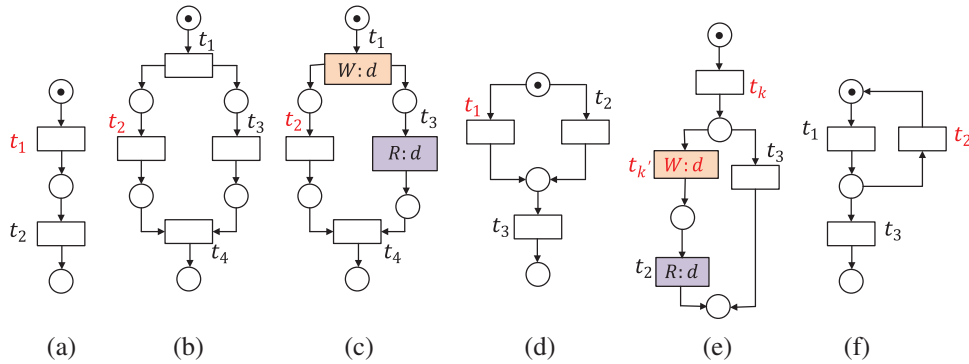 t₁
t₂
(a)
t₁
t₂
t₃
t₄
(b)
t₁
W: d
t₂
t₃
R: d
t₄
(c)
t₁
t₂
t₃
(d)
tₖ
tₖ′
W: d
t₃
t₂
R: d
(e)
t₁
t₂
t₃
(f)